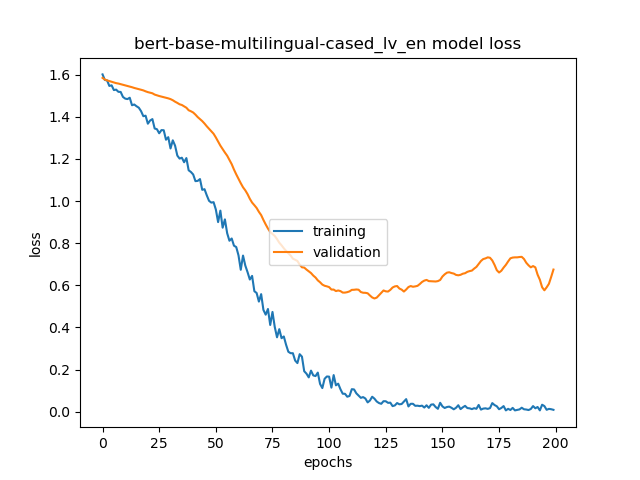 bert-base-multilingual-cased_lv_en model loss
loss
1.6
1.4
1.2
1.0
0.8
0.6
0.4
0.2
0.0
training
validation
0 25 50 75 100 125 150 175 200
epochs